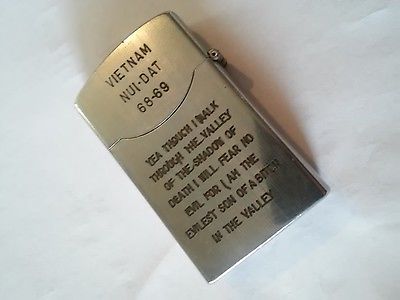 VIETNAM
NUI-DAT
68-69
YEA THOUGH I WALK
THROUGH THE VALLEY
OF THE SHADOW OF
DEATH I WILL FEAR NO
EVIL FOR I AM THE
EVILEST SON OF A BITCH
IN THE VALLEY